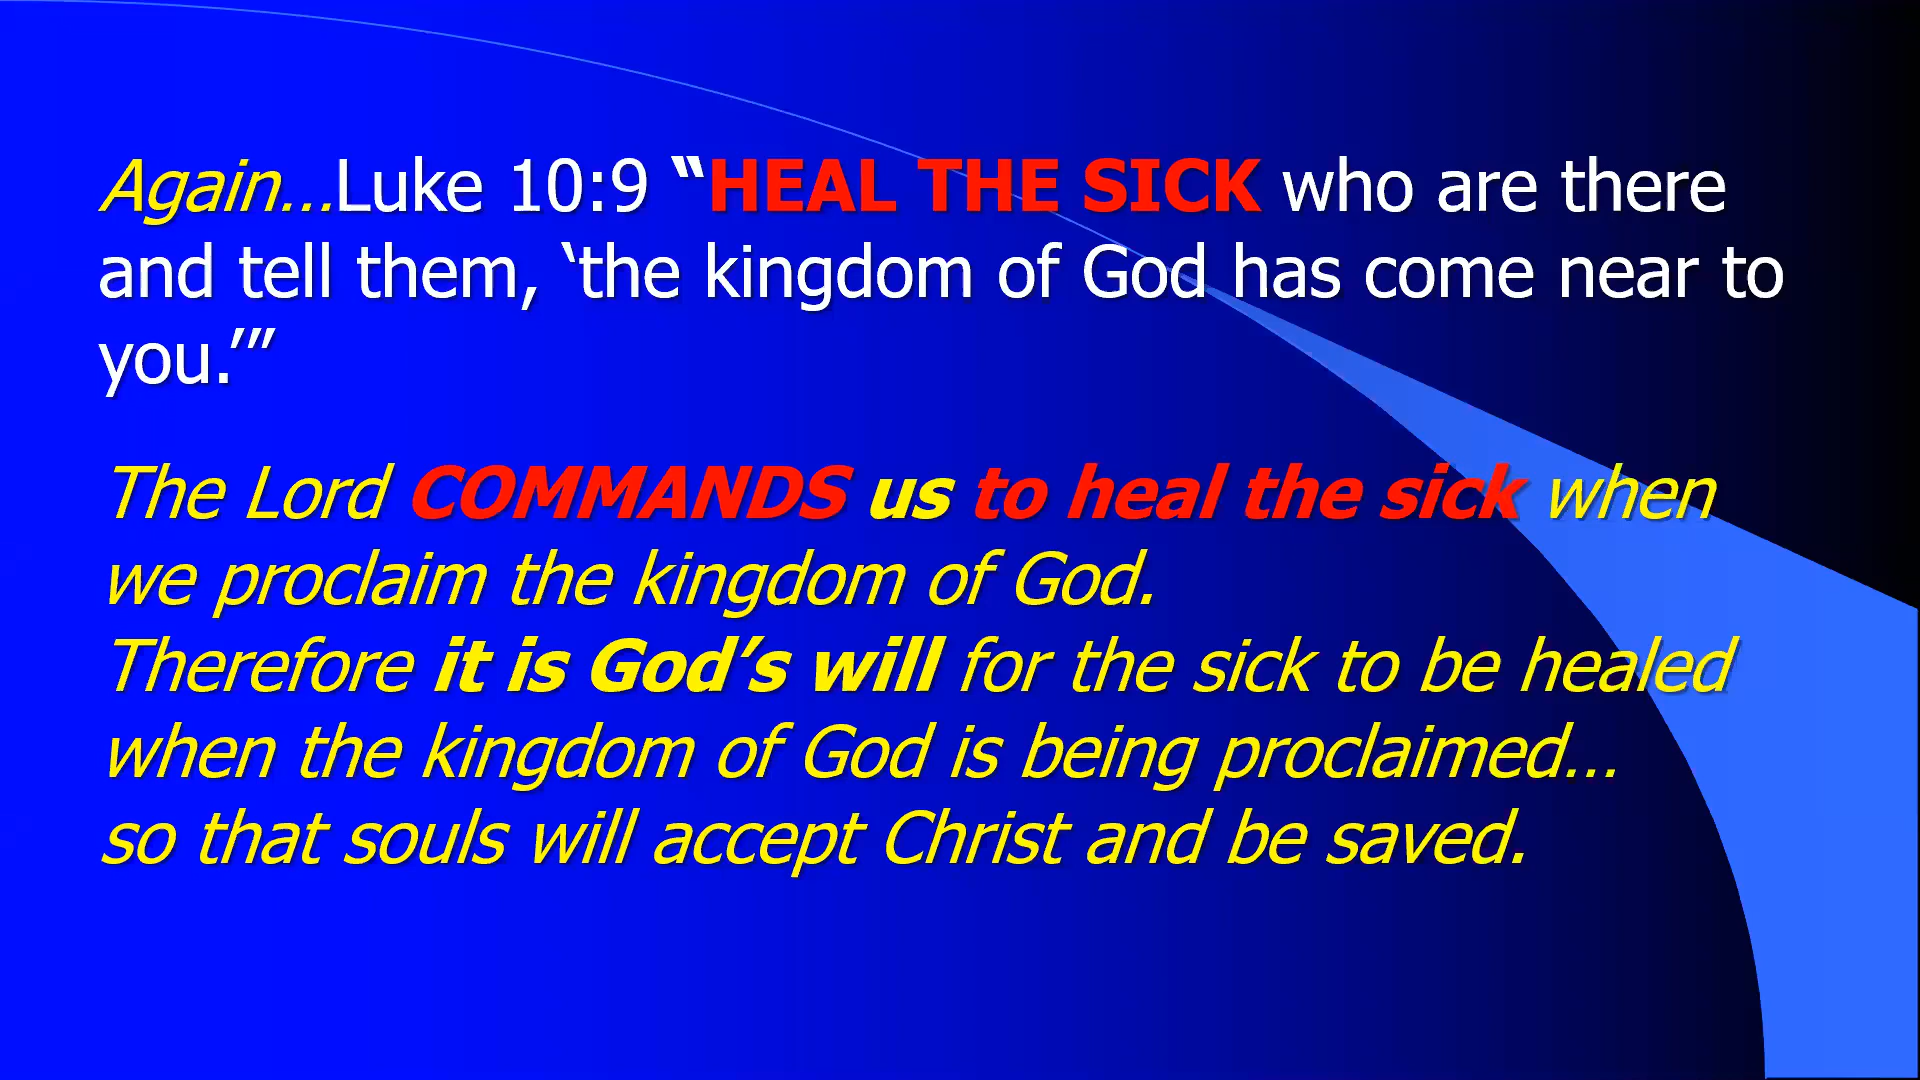 Again…Luke 10:9 “HEAL THE SICK who are there
and tell them, ‘the kingdom of God has come near to
you.’”
The Lord COMMANDS us to heal the sick when
we proclaim the kingdom of God.
Therefore it is God’s will for the sick to be healed
when the kingdom of God is being proclaimed…
so that souls will accept Christ and be saved.